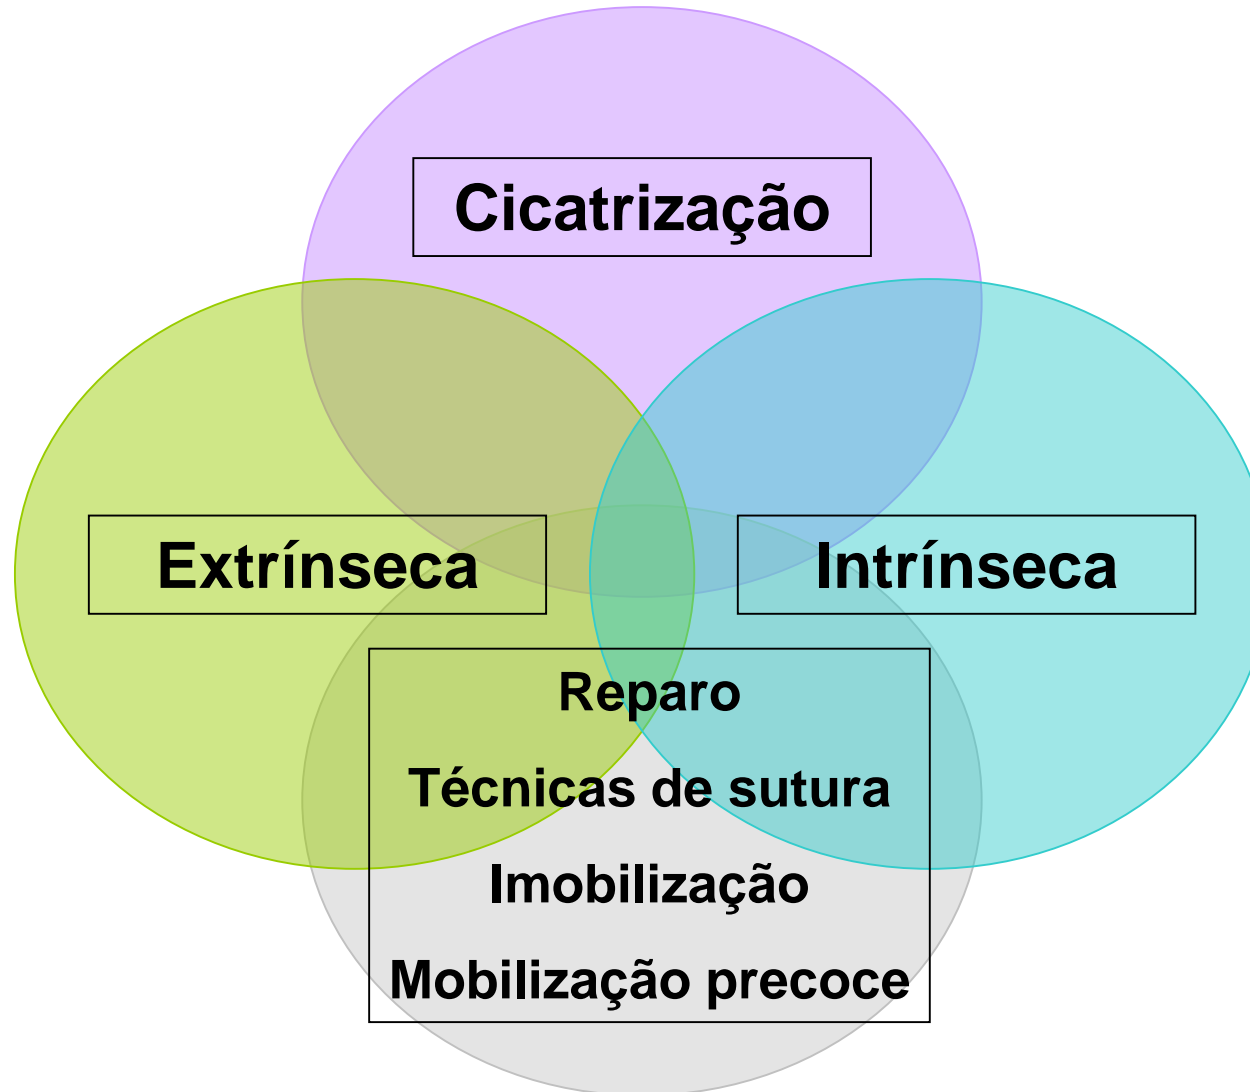 Cicatrização
Extrínseca
Intrínseca
Reparo
Técnicas de sutura
Imobilização
Mobilização precoce